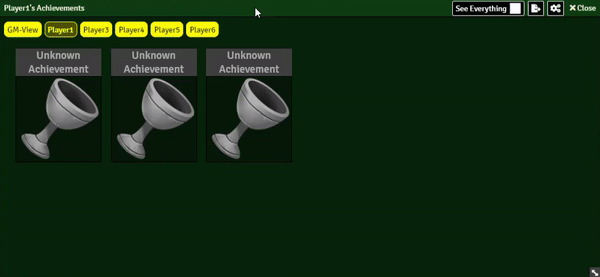 Player1's Achievements
See Everything
Close
GM-View Player1 Player3 Player4 Player5 Player6
Unknown Achievement
Unknown Achievement
Unknown Achievement